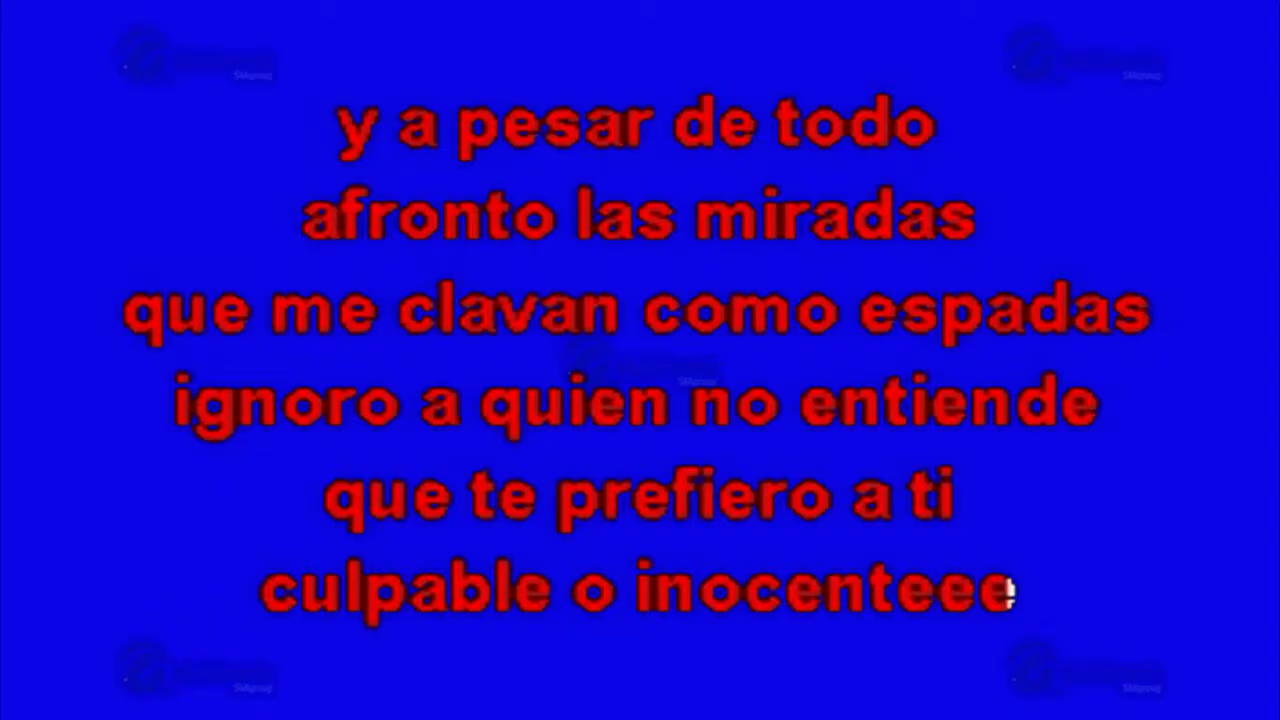 y a pesar de todo
afronto las miradas
que me clavan como espadas
ignoro a quien no entiende
que te prefiero a ti
culpable o inocenteee